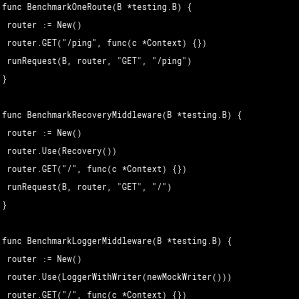 func BenchmarkOneRoute(B *testing.B) {
router := New()
router.GET("/ping", func(c *Context) {})
runRequest(B, router, "GET", "/ping")
}
func BenchmarkRecoveryMiddleware(B *testing.B) {
router := New()
router.Use(Recovery())
router.GET("/", func(c *Context) {})
runRequest(B, router, "GET", "/")
}
func BenchmarkLoggerMiddleware(B *testing.B) {
router := New()
router.Use(LoggerWithWriter(newMockWriter()))
router.GET("/", func(c *Context) {})